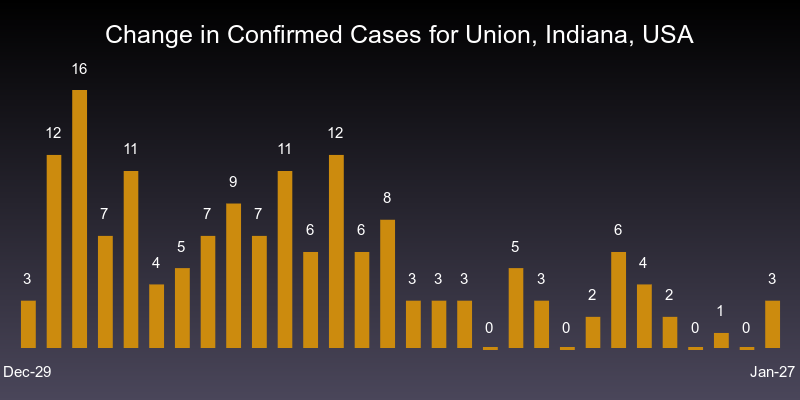 Change in Confirmed Cases for Union, Indiana, USA
3 12 16 7 11 4 5 7 9 7 11 6 12 6 8 3 3 3 0 5 3 0 2 6 4 2 0 1 0 3
Dec-29 Jan-27